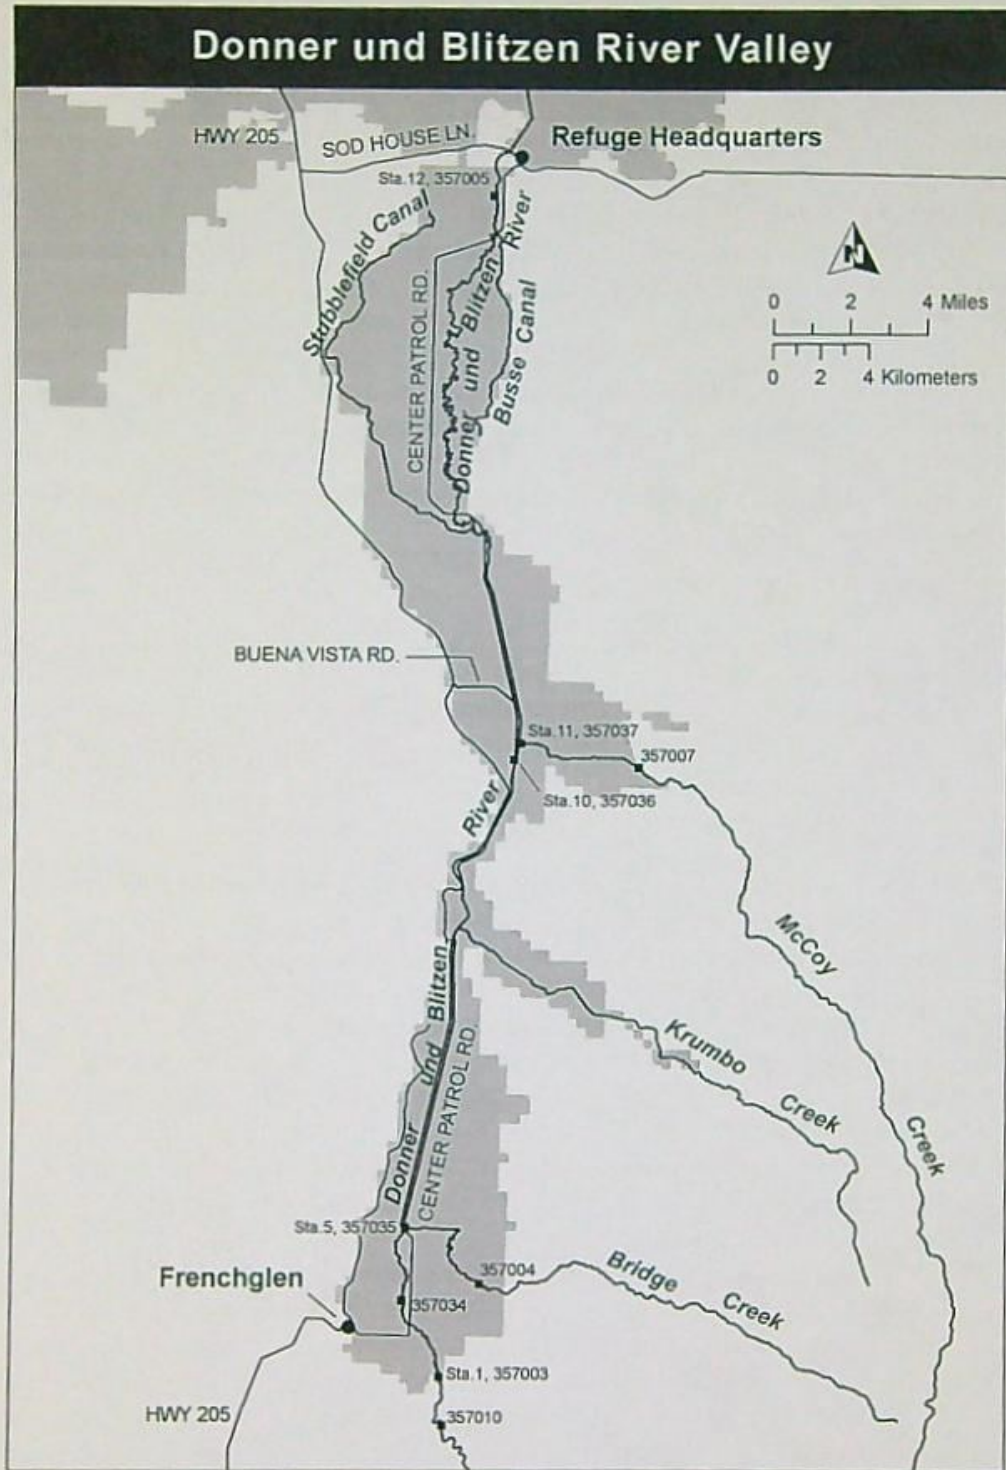 Donner und Blitzen River Valley
HWY 205
SOD HOUSE LN.
Refuge Headquarters
Sta.12, 357005
Stubblefield Canal
CENTER PATROL RD.
Donner und Blitzen River
Busse Canal
N
0 2 4 Miles
0 2 4 Kilometers
BUENA VISTA RD.
Sta.11, 357037
357007
Sta.10, 357036
Donner und Blitzen River
McCoy Creek
Krumbo Creek
CENTER PATROL RD.
Sta.5, 357035
357004
Bridge Creek
Frenchglen
357034
Sta.1, 357003
HWY 205
357010